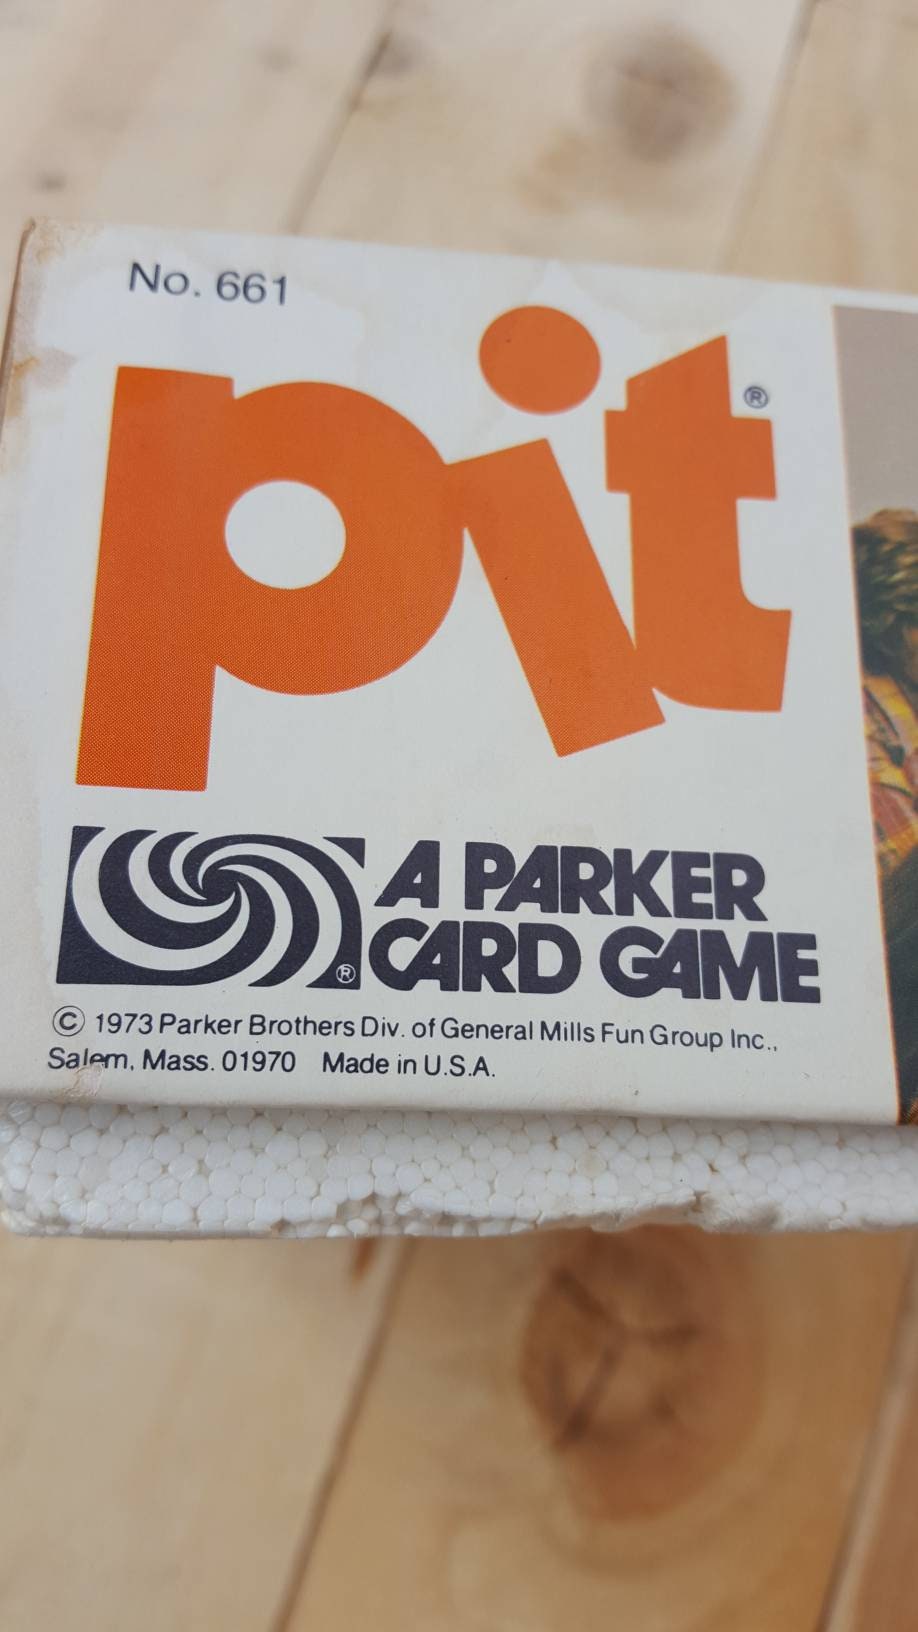 No. 661
pit®
A PARKER
CARD GAME
®
© 1973 Parker Brothers Div. of General Mills Fun Group Inc.,
Salem, Mass. 01970 Made in U.S.A.